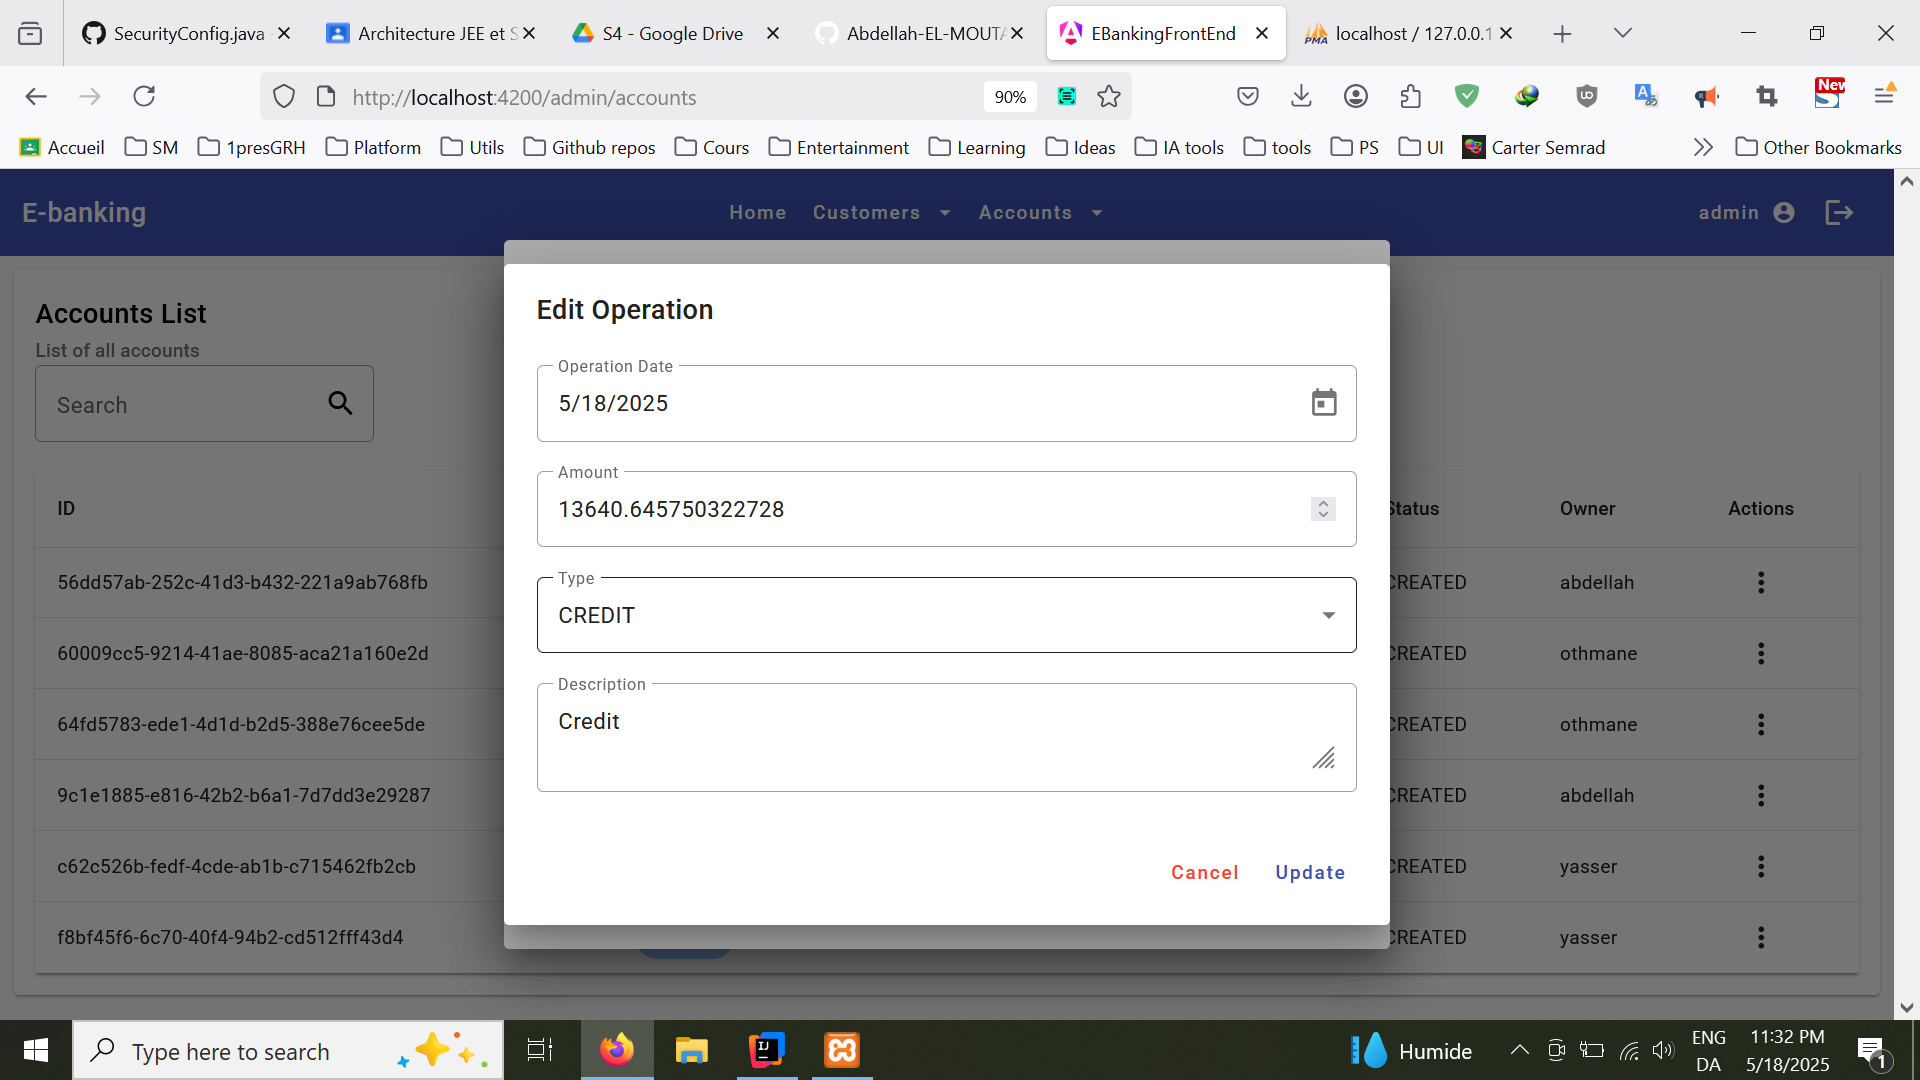 SecurityConfig.java
Architecture JEE et S
S4 - Google Drive
Abdellah-EL-MOUTA
EBankingFrontEnd
PMA localhost / 127.0.0.1
http://localhost:4200/admin/accounts
90%
New
Accueil SM 1presGRH Platform Utils Github repos Cours Entertainment Learning Ideas IA tools tools PS UI Carter Semrad Other Bookmarks
E-banking
Home Customers Accounts
admin
Accounts List
List of all accounts
Search
ID Status Owner Actions
56dd57ab-252c-41d3-b432-221a9ab768fb CREATED abdellah
60009cc5-9214-41ae-8085-aca21a160e2d CREATED othmane
64fd5783-ede1-4d1d-b2d5-388e76cee5de CREATED othmane
9c1e1885-e816-42b2-b6a1-7d7dd3e29287 CREATED abdellah
c62c526b-fedf-4cde-ab1b-c715462fb2cb CREATED yasser
f8bf45f6-6c70-40f4-94b2-cd512fff43d4 CREATED yasser
Edit Operation
Operation Date
5/18/2025
Amount
13640.645750322728
Type
CREDIT
Description
Credit
Cancel Update
Type here to search
Humide
ENG
DA
11:32 PM
5/18/2025
1